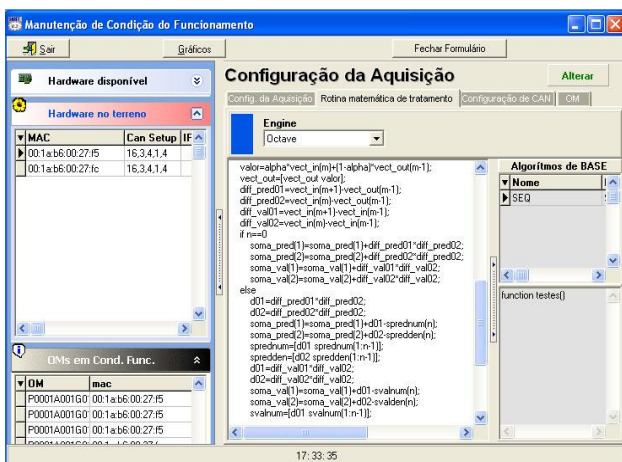 Manutenção de Condição do Funcionamento
Sair
Gráficos
Fechar Formulário
Hardware disponível
Hardware no terreno
MAC Can Setup IF
00:1a:b6:00:27:f5 16,3,4,1,4
00:1a:b6:00:27:fc 16,3,4,1,4
OMs em Cond. Func.
OM mac
P0001A001G0 00:1a:b6:00:27:f5
P0001A001G0 00:1a:b6:00:27:f5
P0001A001G0 00:1a:b6:00:27:f5
Configuração da Aquisição
Alterar
Config. da Aquisição Rotina matemática de tratamento Configuração de CAN OM
Engine
Octave
valor=alpha*vect_in(m)+(1-alpha)*vect_out(m-1);
vect_out=[vect_out valor];
diff_pred01=vect_in(m+1)-vect_out(m-1);
diff_pred02=vect_in(m)-vect_out(m-1);
diff_val01=vect_in(m+1)-vect_in(m-1);
diff_val02=vect_in(m)-vect_in(m-1);
if n==0
soma_pred(1)=soma_pred(1)+diff_pred01*diff_pred02;
soma_pred(2)=soma_pred(2)+diff_pred02*diff_pred02;
soma_val(1)=soma_val(1)+diff_val01*diff_val02;
soma_val(2)=soma_val(2)+diff_val02*diff_val02;
else
d01=diff_pred01*diff_pred02;
d02=diff_pred02*diff_pred02;
soma_pred(1)=soma_pred(1)+d01-sprednum(n);
soma_pred(2)=soma_pred(2)+d02-spredden(n);
sprednum=[d01 sprednum(1:n-1)];
spredden=[d02 spredden(1:n-1)];
d01=diff_val01*diff_val02;
d02=diff_val02*diff_val02;
soma_val(1)=soma_val(1)+d01-svalnum(n);
soma_val(2)=soma_val(2)+d02-svalden(n);
svalnum=[d01 svalnum(1:n-1)];
Algorítmos de BASE
Nome
SEQ
function testes()
17:33:35